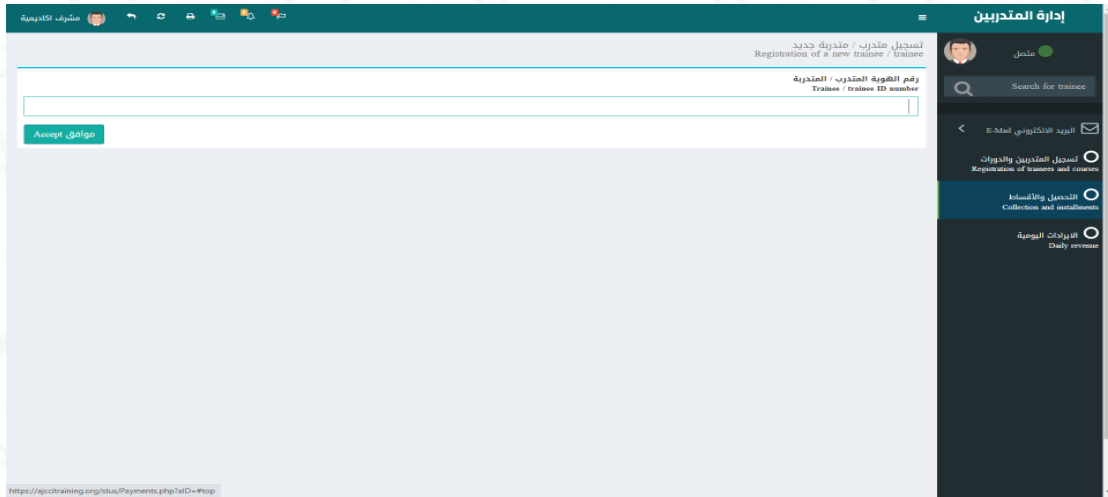 إدارة المتدربين
مشرف اكاديمية
متصل
Search for trainee
البريد الالكتروني E-Mail
تسجيل المتدربين والدورات
Registration of trainees and courses
التحصيل والأقساط
Collection and installments
الايرادات اليومية
Daily revenue
تسجيل متدرب / متدربة جديد
Registration of a new trainee / trainee
رقم الهوية المتدرب / المتدربة
Trainee / trainee ID number
موافق Accept
https://ajccitraining.org/stus/Payments.php?aID=#top